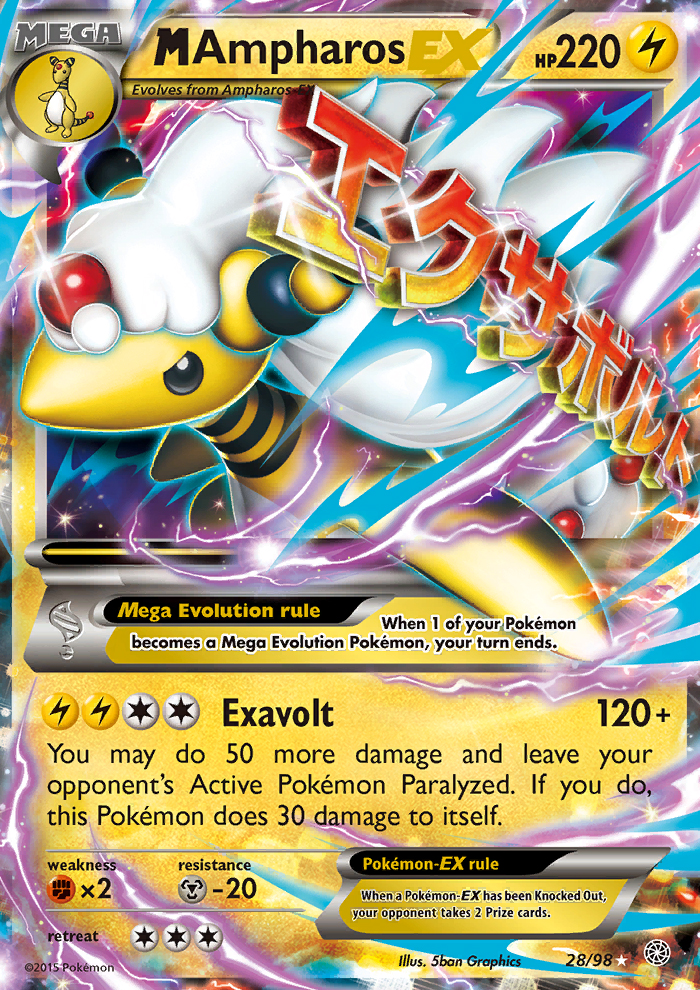 MEGA
MAmpharosEX
HP220
Evolves from Ampharos-EX
エクサボルト
Mega Evolution rule
When 1 of your Pokémon
becomes a Mega Evolution Pokémon, your turn ends.
Exavolt 120+
You may do 50 more damage and leave your
opponent's Active Pokémon Paralyzed. If you do,
this Pokémon does 30 damage to itself.
weakness
×2
resistance
-20
retreat
Pokémon-EX rule
When a Pokémon-EX has been Knocked Out,
your opponent takes 2 Prize cards.
©2015 Pokémon
Illus. 5ban Graphics
28/98